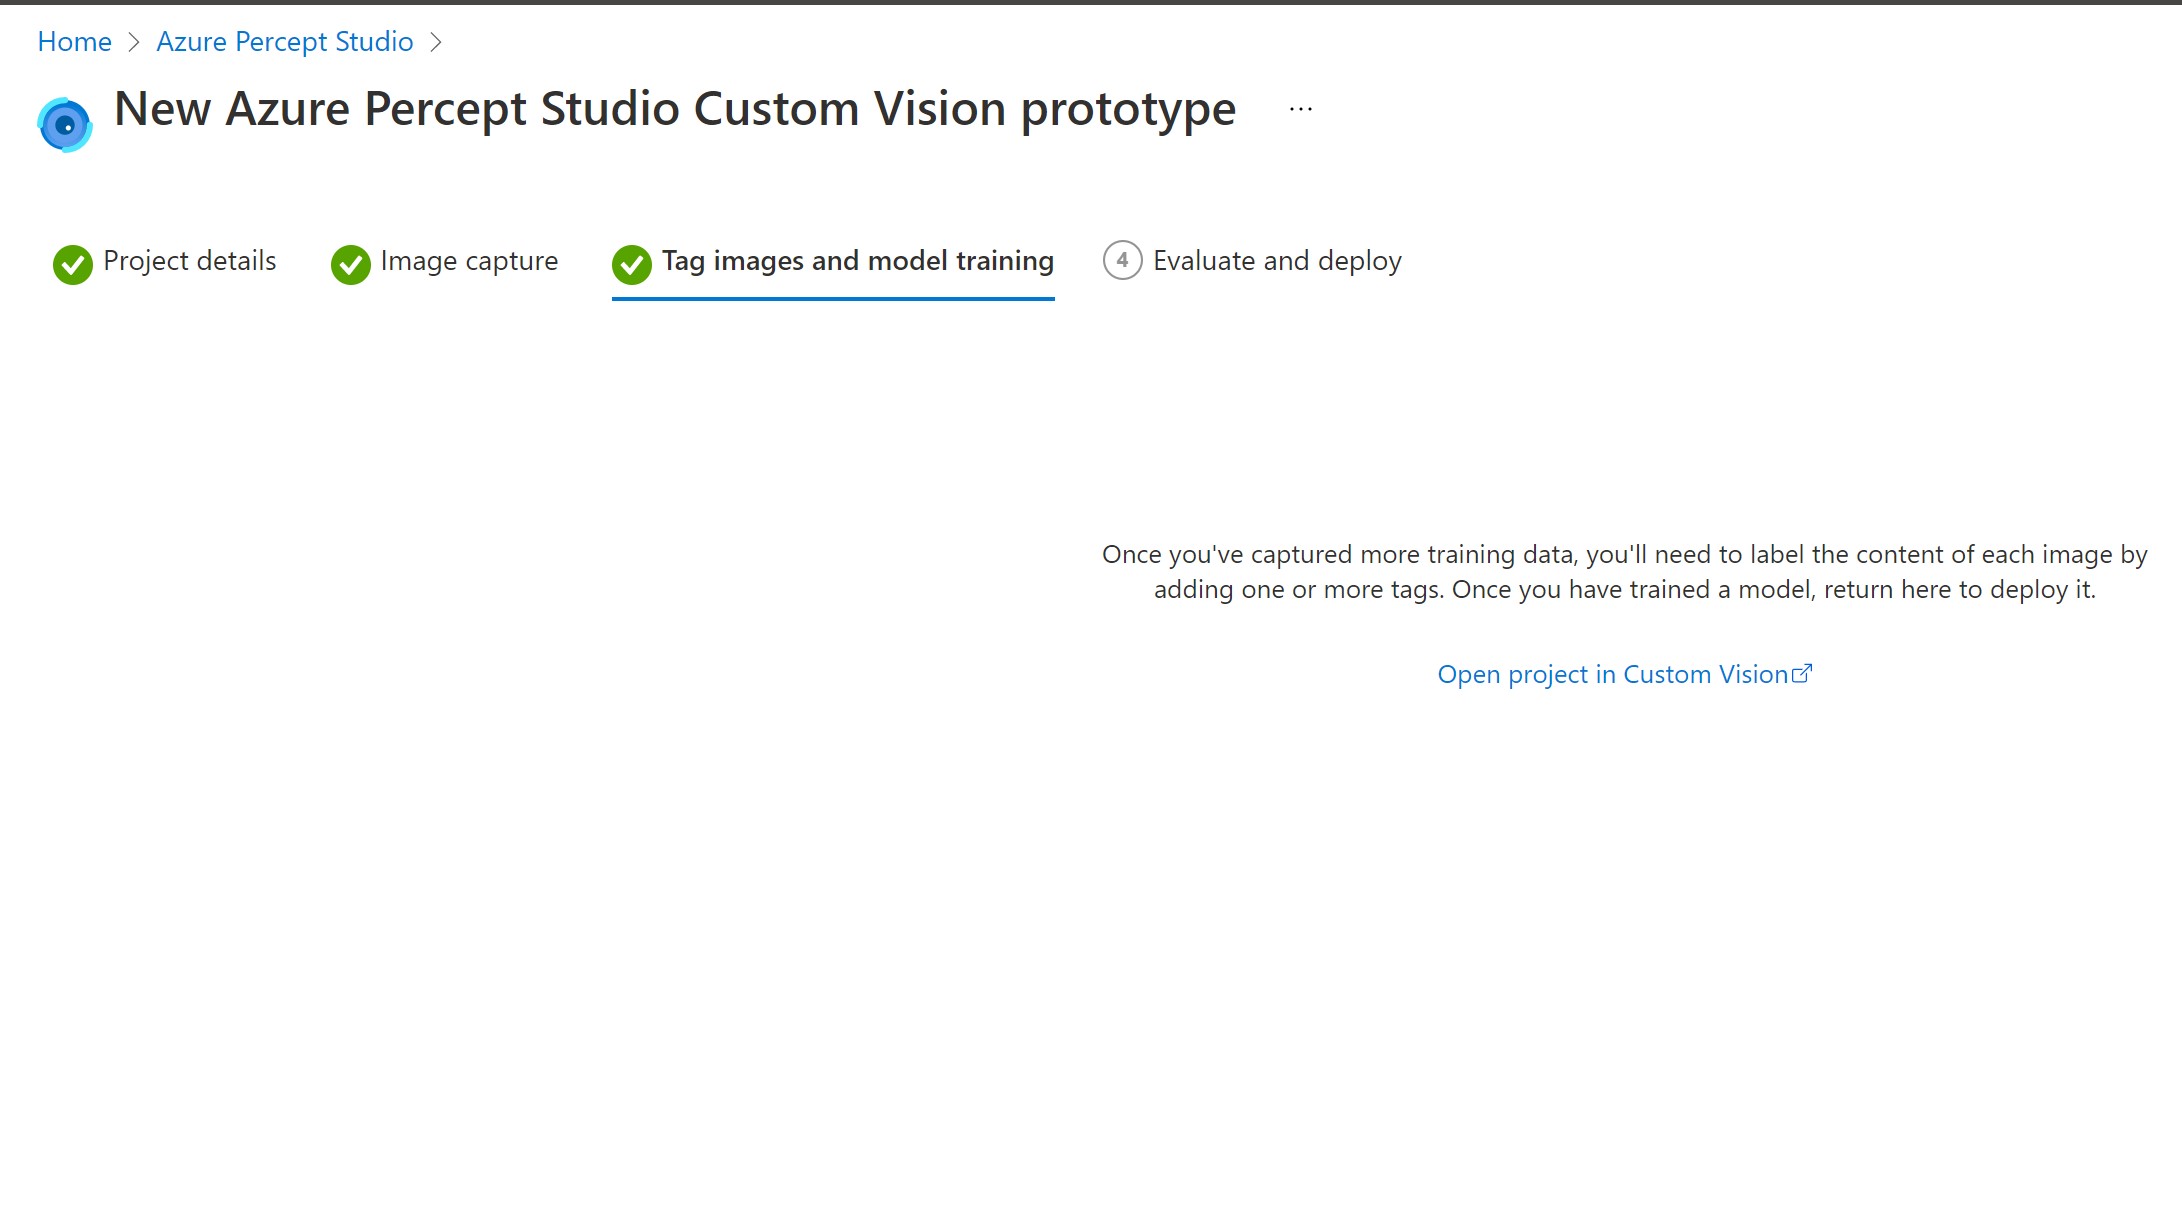 Home > Azure Percept Studio >
New Azure Percept Studio Custom Vision prototype ...
Project details Image capture Tag images and model training 4 Evaluate and deploy
Once you've captured more training data, you'll need to label the content of each image by
adding one or more tags. Once you have trained a model, return here to deploy it.
Open project in Custom Vision